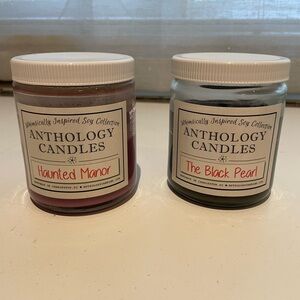 Whimsically Inspired Soy Collection
ANTHOLOGY
CANDLES
Haunted Manor
Whimsically Inspired Soy Collection
ANTHOLOGY
CANDLES
The Black Pearl